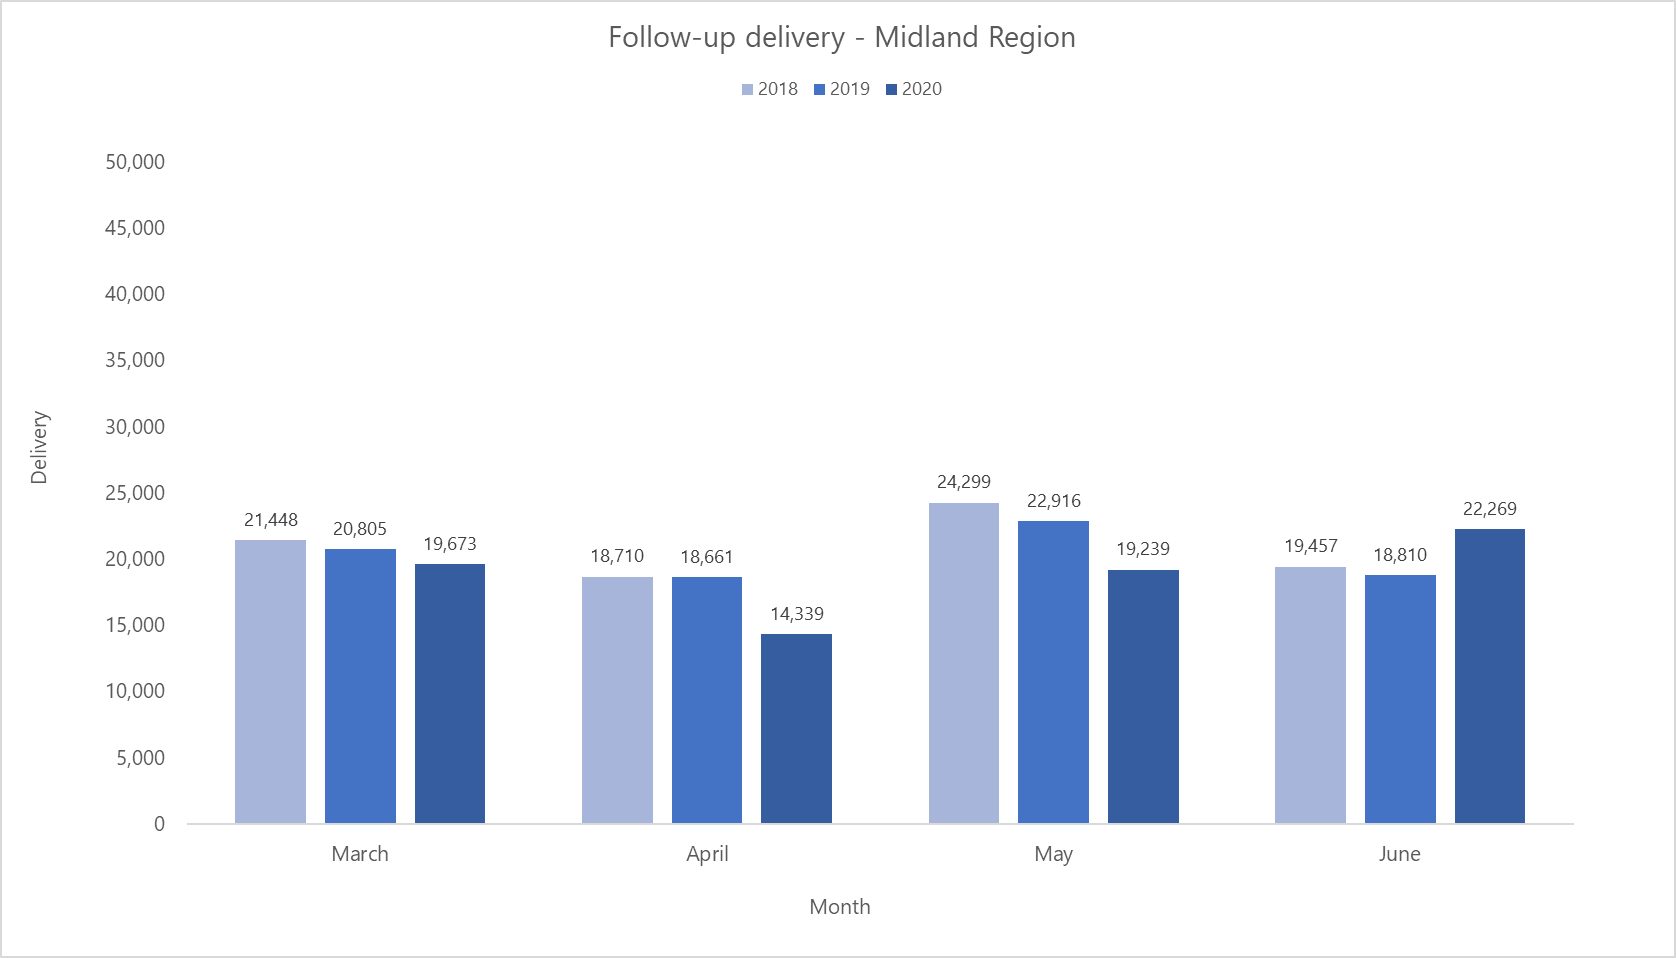 Follow-up delivery - Midland Region
2018 2019 2020
50,000
45,000
40,000
35,000
30,000
25,000
20,000
15,000
10,000
5,000
0
Delivery
21,448 20,805 19,673
18,710 18,661 14,339
24,299 22,916 19,239
19,457 18,810 22,269
March April May June
Month